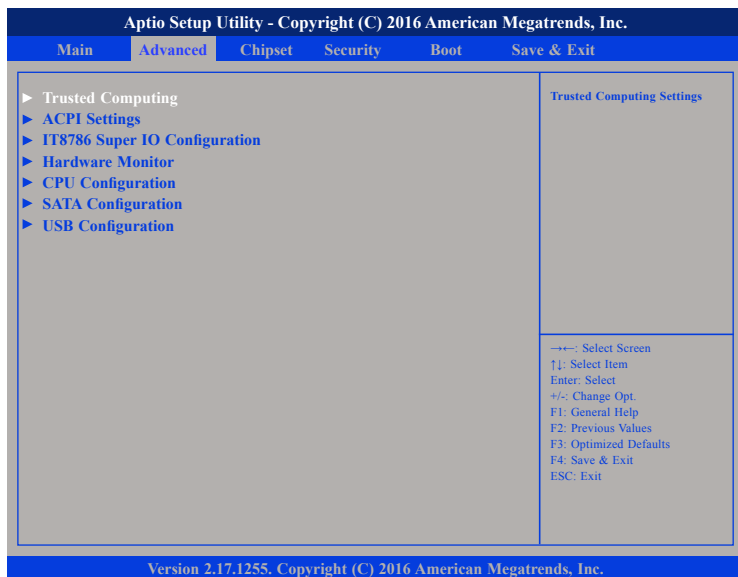 Aptio Setup Utility - Copyright (C) 2016 American Megatrends, Inc.
Main Advanced Chipset Security Boot Save & Exit
► Trusted Computing
► ACPI Settings
► IT8786 Super IO Configuration
► Hardware Monitor
► CPU Configuration
► SATA Configuration
► USB Configuration
Trusted Computing Settings
→←: Select Screen
↑↓: Select Item
Enter: Select
+/-: Change Opt.
F1: General Help
F2: Previous Values
F3: Optimized Defaults
F4: Save & Exit
ESC: Exit
Version 2.17.1255. Copyright (C) 2016 American Megatrends, Inc.